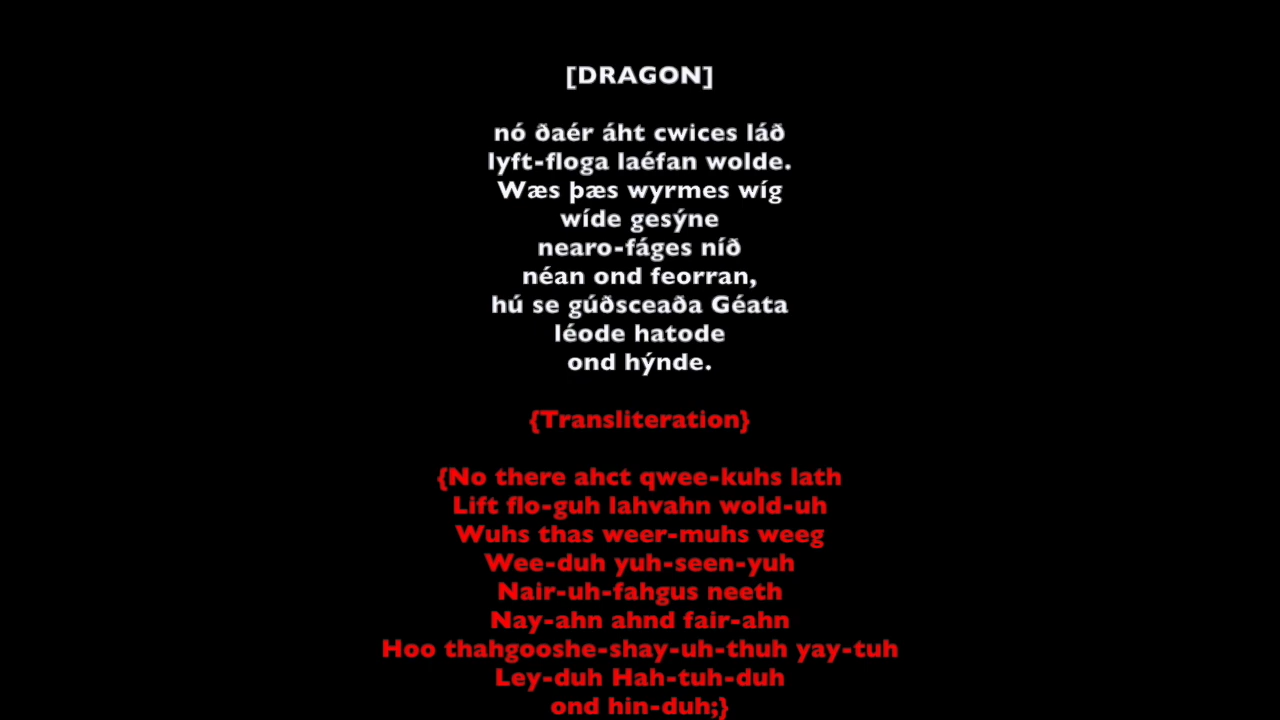 [DRAGON]
nó ðaér áht cwices láð
lyft-floga laéfan wolde.
Wæs þæs wyrmes wíg
wíde gesýne
nearo-fáges níð
néan ond feorran,
hú se gúðsceaða Géata
léode hatode
ond hýnde.
{Transliteration}
{No there ahct qwee-kuhs lath
Lift flo-guh lahvahn wold-uh
Wuhs thas weer-muhs weeg
Wee-duh yuh-seen-yuh
Nair-uh-fahgus neeth
Nay-ahn ahnd fair-ahn
Hoo thahgooshe-shay-uh-thuh yay-tuh
Ley-duh Hah-tuh-duh
ond hin-duh;}